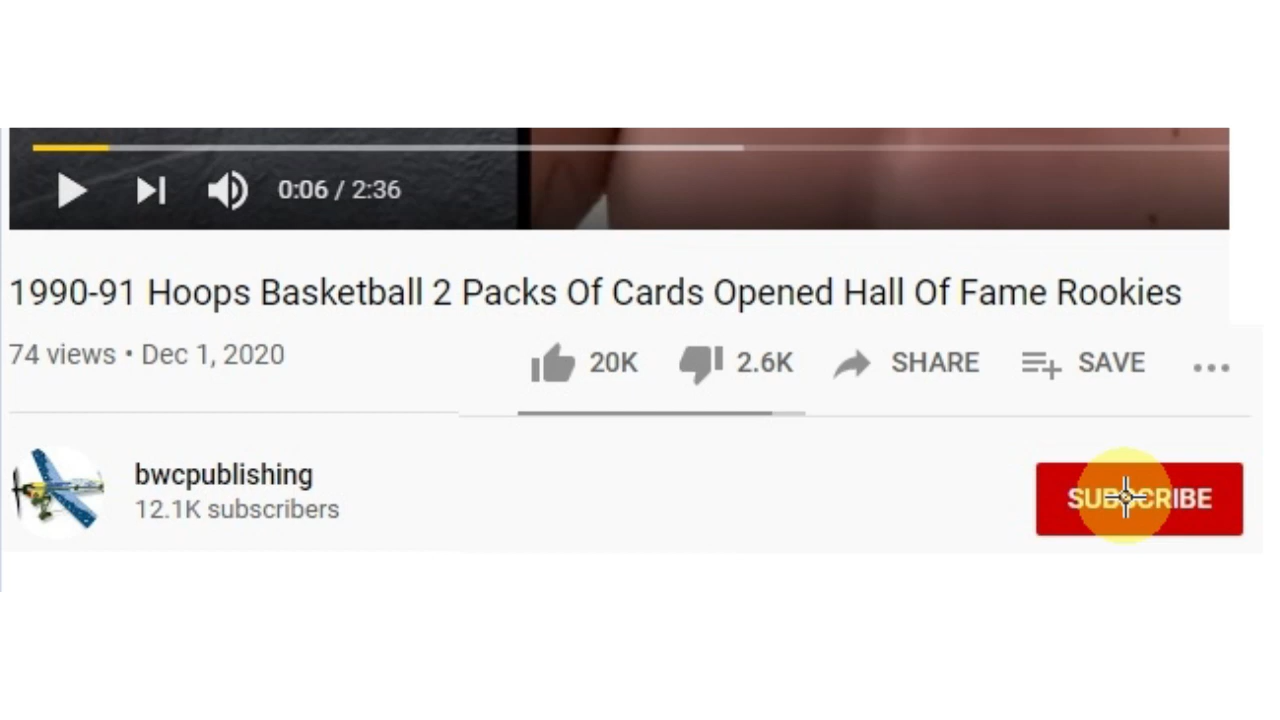 0:06 / 2:36
1990-91 Hoops Basketball 2 Packs Of Cards Opened Hall Of Fame Rookies
74 views • Dec 1, 2020
20K 2.6K SHARE SAVE
bwcpublishing
12.1K subscribers
SUBSCRIBE